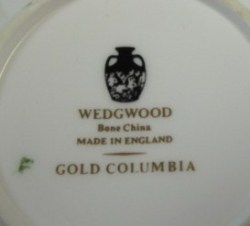 WEDGWOOD
Bone China
MADE IN ENGLAND
GOLD COLUMBIA